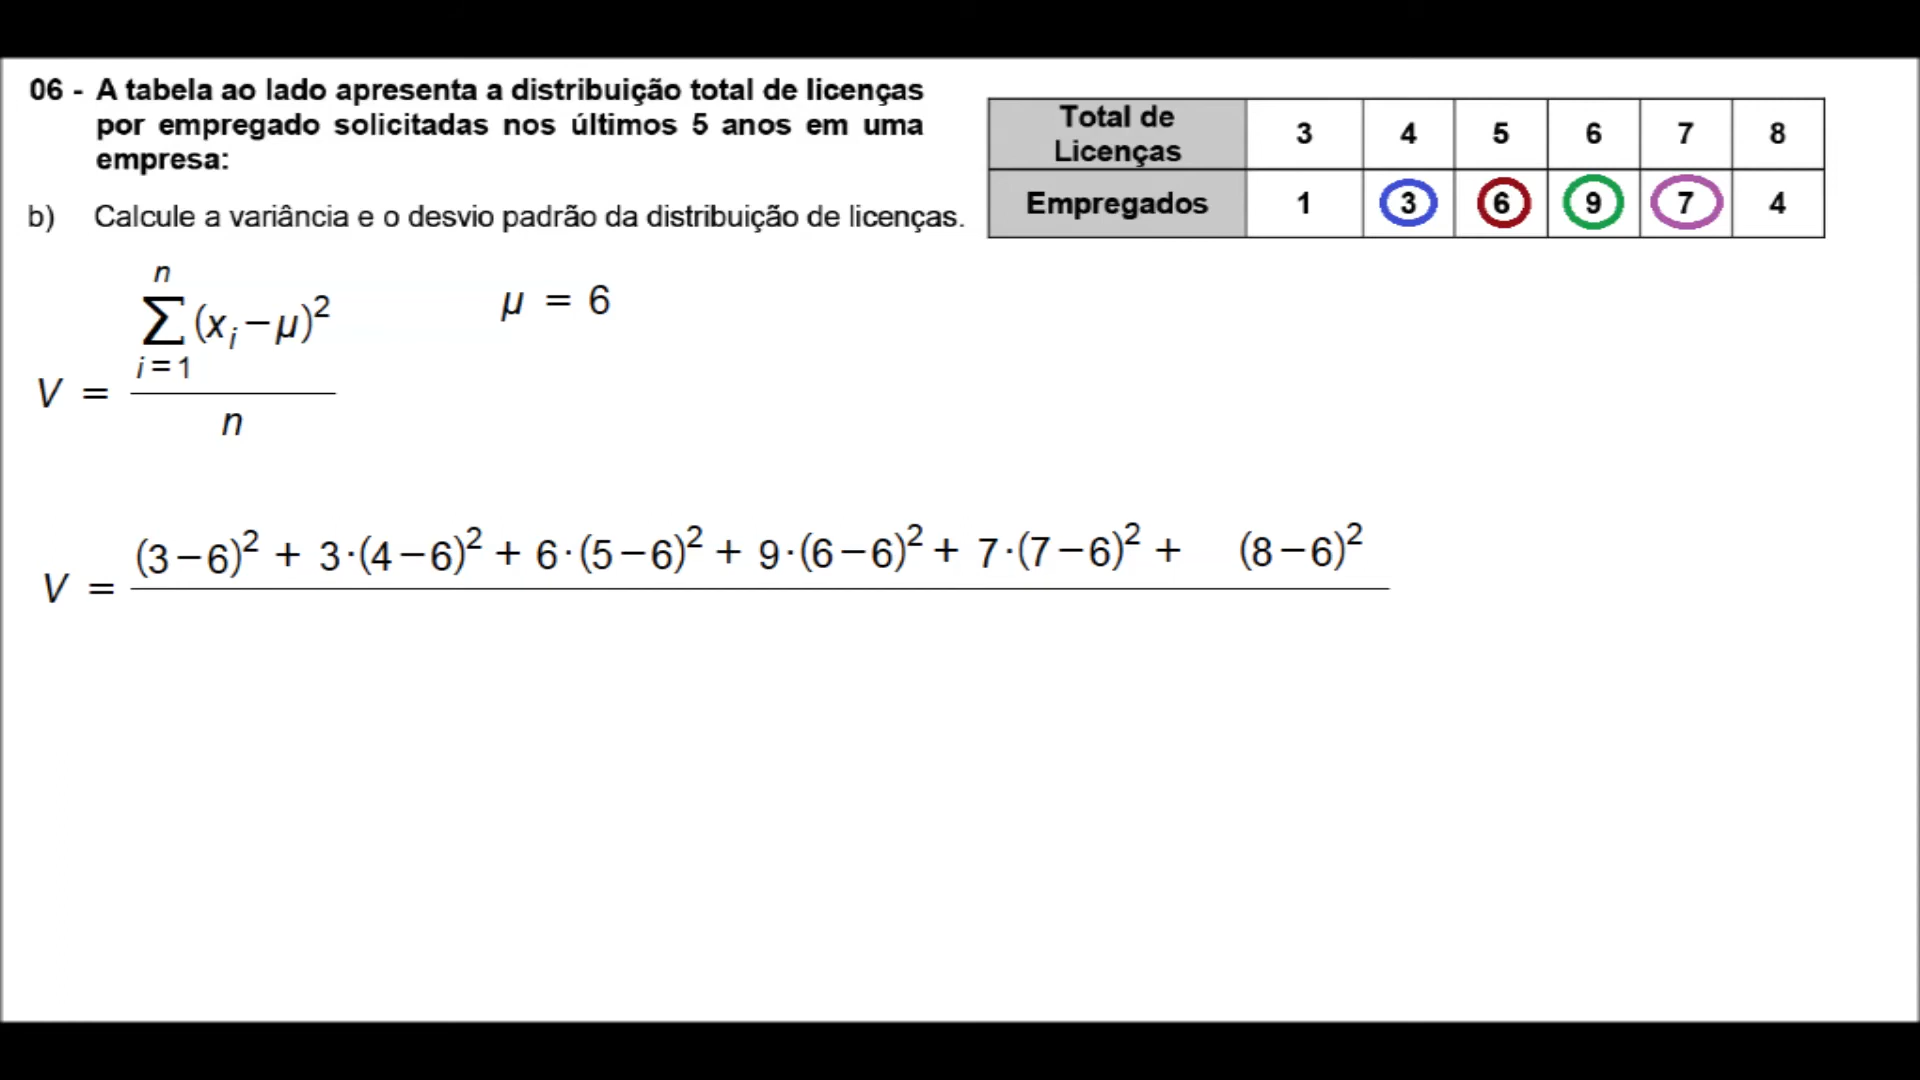 06 - A tabela ao lado apresenta a distribuição total de licenças
por empregado solicitadas nos últimos 5 anos em uma
empresa:
Total de Licenças 3 4 5 6 7 8
Empregados 1 3 6 9 7 4
b) Calcule a variância e o desvio padrão da distribuição de licenças.
V = \frac{\sum_{i=1}^{n} (x_i - μ)^2}{n}
μ = 6
V = (3−6)² + 3·(4−6)² + 6·(5−6)² + 9·(6−6)² + 7·(7−6)² + (8−6)²